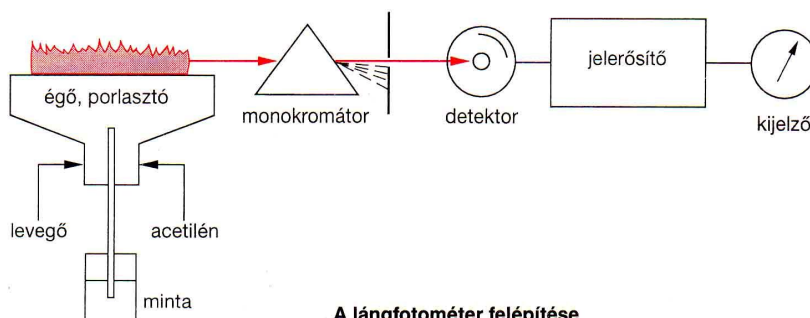 égő, porlasztó
monokromátor
detektor
jelerősítő
kijelző
levegő
acetilén
minta
A lángfotométer felépítése